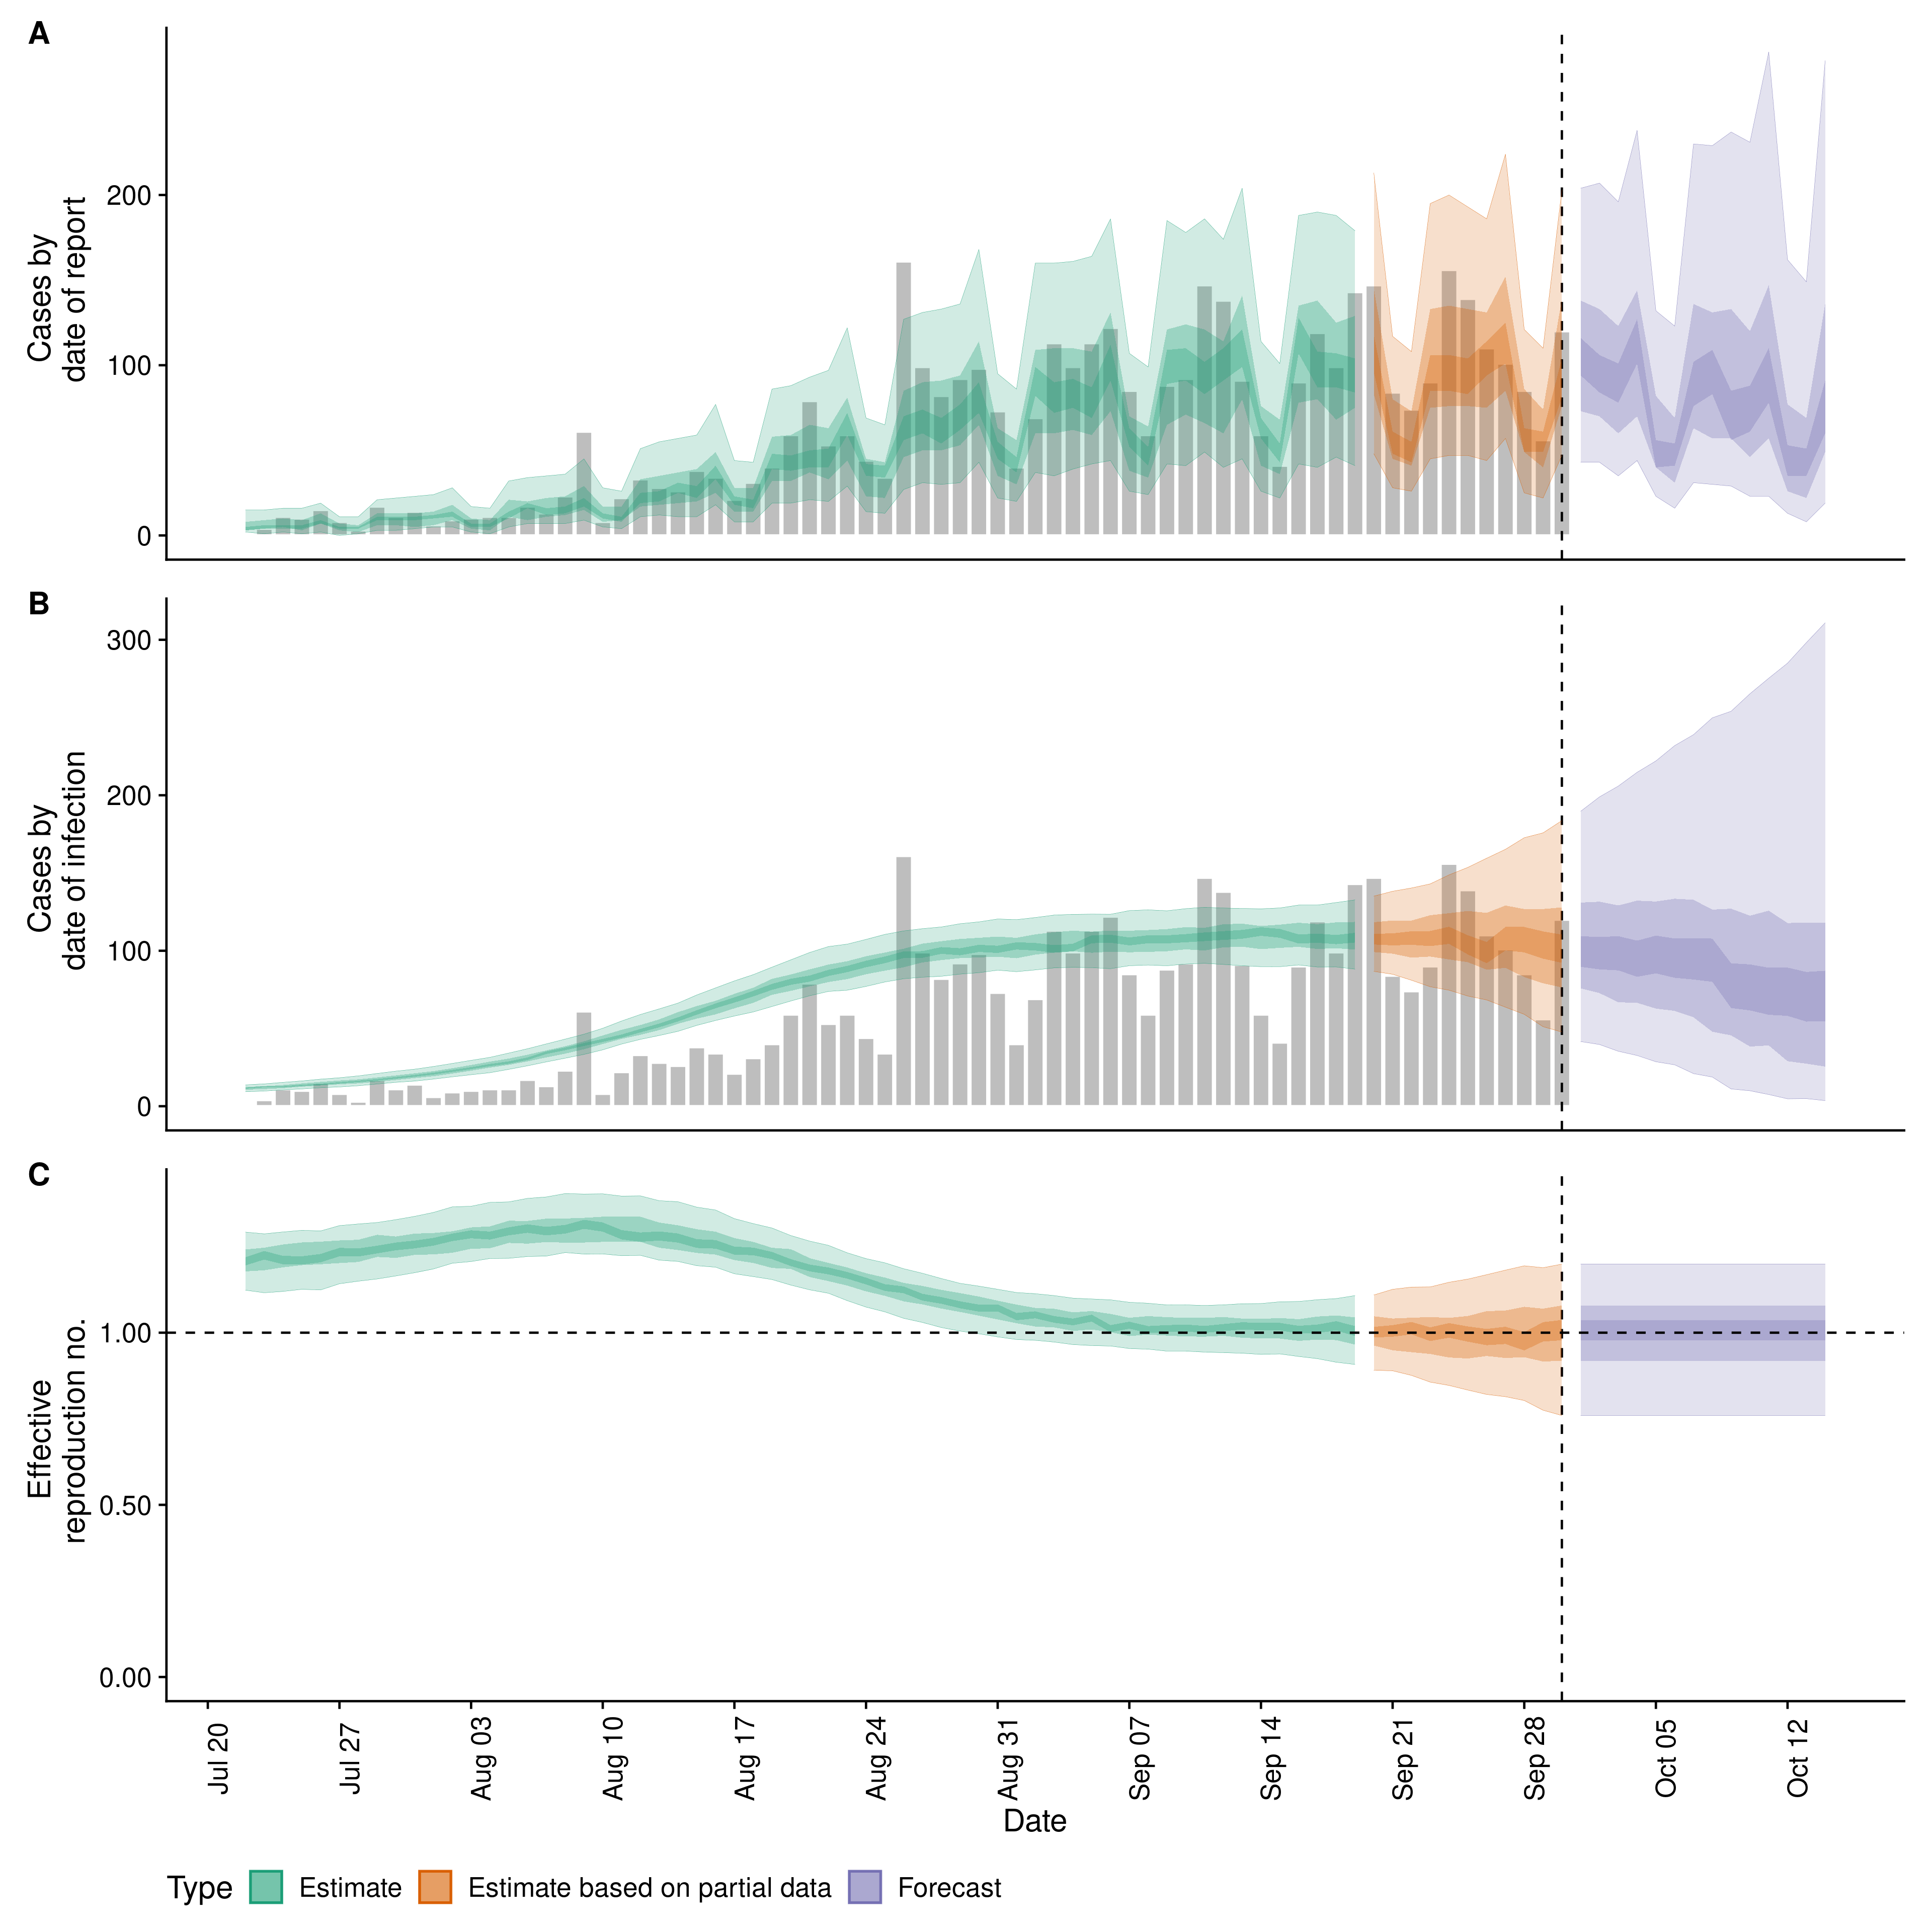 A
Cases by
date of report
200
100
0
B
Cases by
date of infection
300
200
100
0
C
Effective
reproduction no.
1.00
0.50
0.00
Jul 20
Jul 27
Aug 03
Aug 10
Aug 17
Aug 24
Aug 31
Sep 07
Sep 14
Sep 21
Sep 28
Oct 05
Oct 12
Date
Type Estimate Estimate based on partial data Forecast